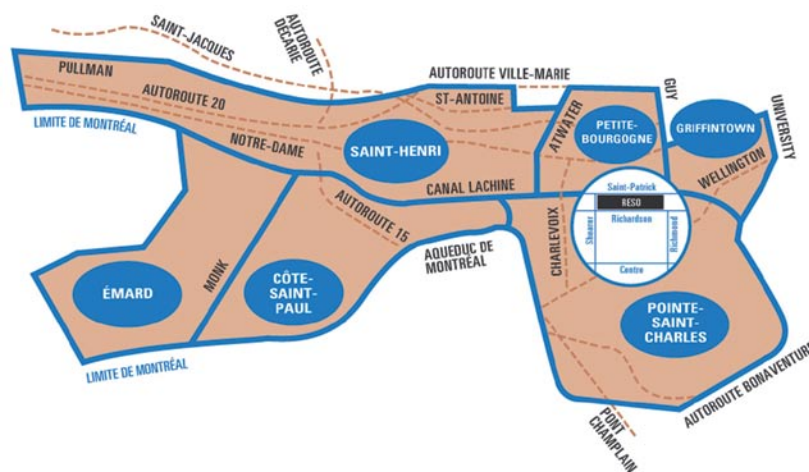 SAINT-JACQUES
AUTOROUTE
DÉCARIE
PULLMAN
AUTOROUTE 20
LIMITE DE MONTRÉAL
NOTRE-DAME
AUTOROUTE VILLE-MARIE
ST-ANTOINE
SAINT-HENRI
ATWATER
PETITE-
BOURGOGNE
GUY
GRIFFINTOWN
UNIVERSITY
WELLINGTON
CANAL LACHINE
AUTOROUTE 15
AQUEDUC DE
MONTRÉAL
CHARLEVOIX
Saint-Patrick
RESO
Richardson
Shearer
Richmond
Centre
MONK
ÉMARD
CÔTE-
SAINT-
PAUL
POINTE-
SAINT-
CHARLES
LIMITE DE MONTRÉAL
AUTOROUTE BONAVENTURE
PONT
CHAMPLAIN